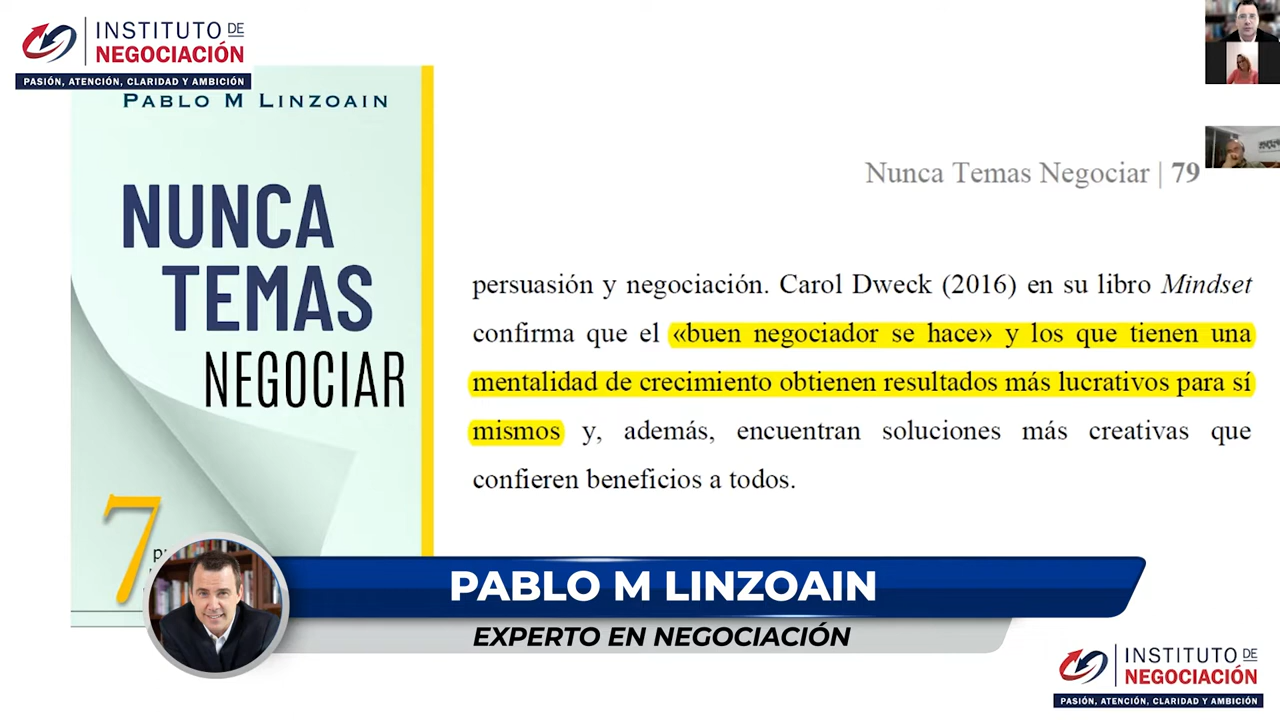 INSTITUTO DE
NEGOCIACIÓN
PASIÓN, ATENCIÓN, CLARIDAD Y AMBICIÓN
PABLO M LINZOAIN
NUNCA
TEMAS
NEGOCIAR
7
Nunca Temas Negociar | 79
persuasión y negociación. Carol Dweck (2016) en su libro Mindset
confirma que el «buen negociador se hace» y los que tienen una
mentalidad de crecimiento obtienen resultados más lucrativos para sí
mismos y, además, encuentran soluciones más creativas que
confieren beneficios a todos.
PABLO M LINZOAIN
EXPERTO EN NEGOCIACIÓN
INSTITUTO DE
NEGOCIACIÓN
PASIÓN, ATENCIÓN, CLARIDAD Y AMBICIÓN